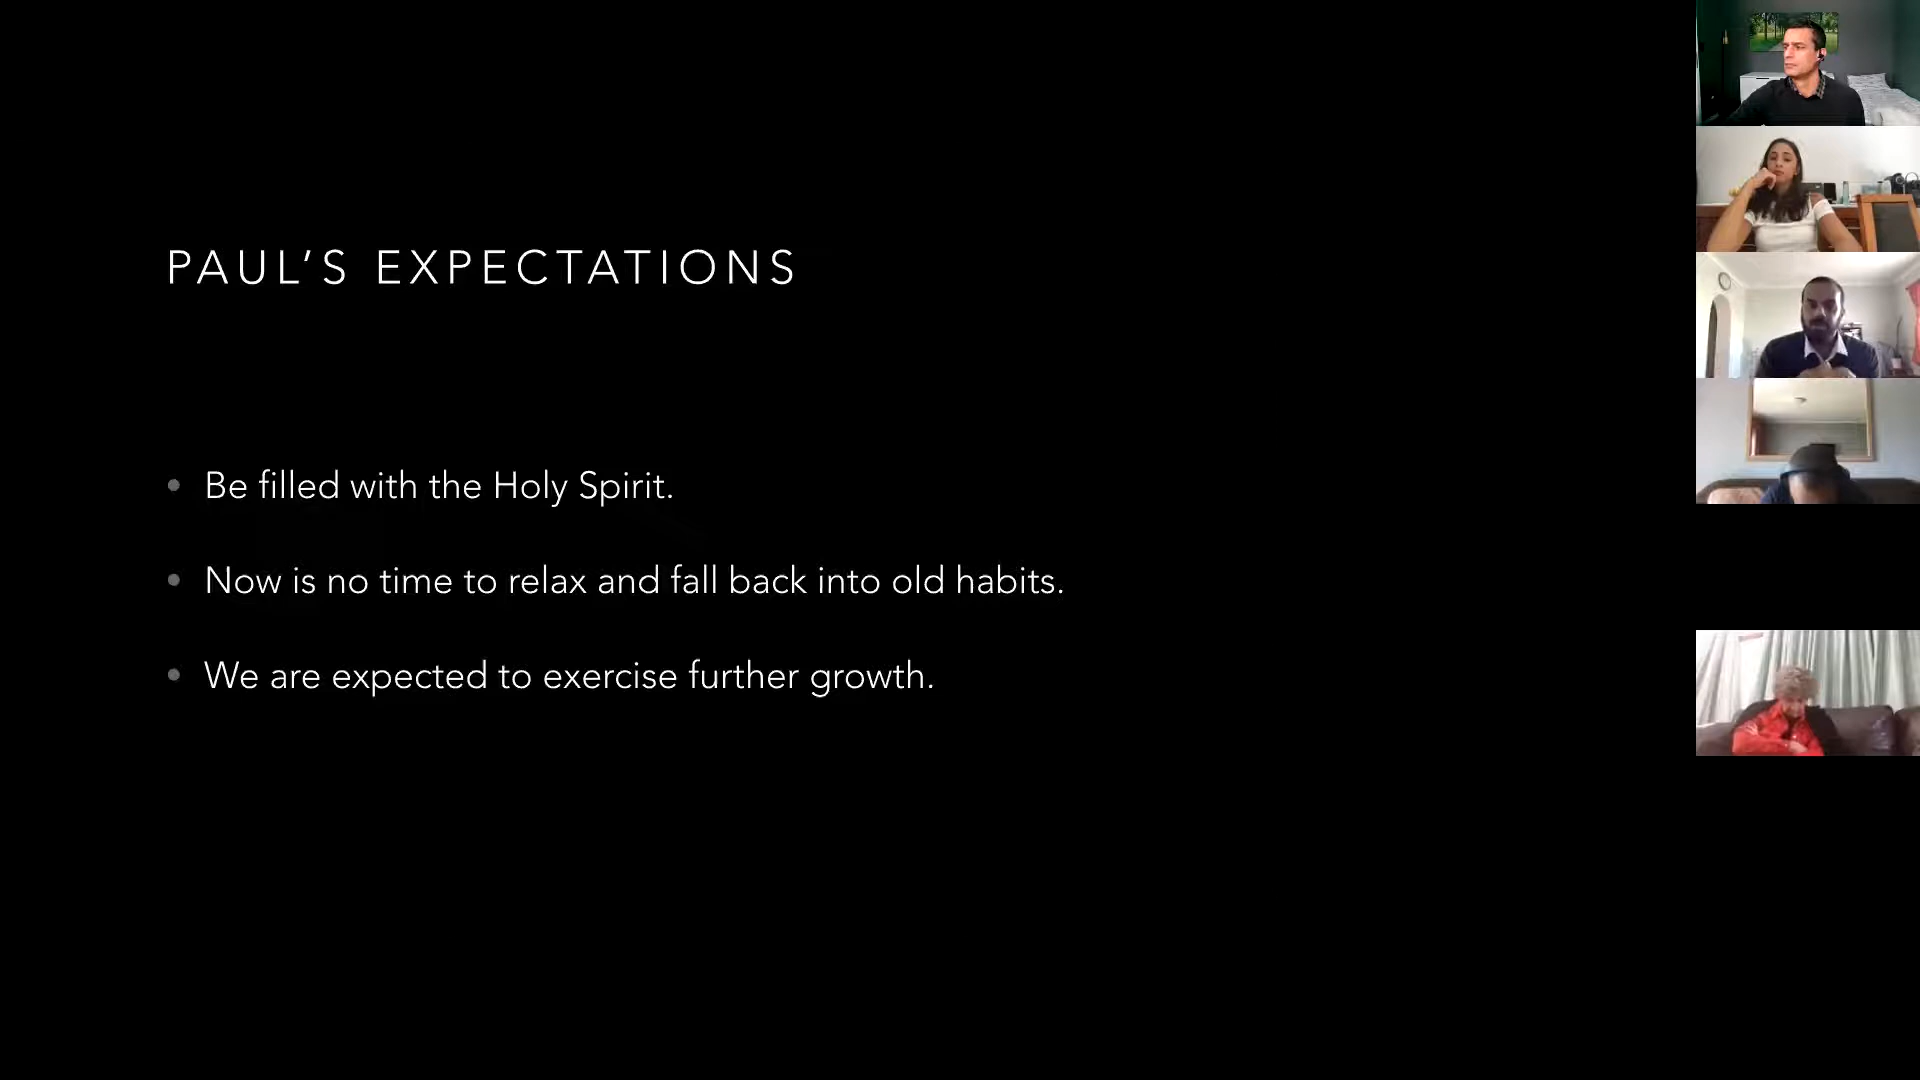 PAUL’S EXPECTATIONS
• Be filled with the Holy Spirit.
• Now is no time to relax and fall back into old habits.
• We are expected to exercise further growth.